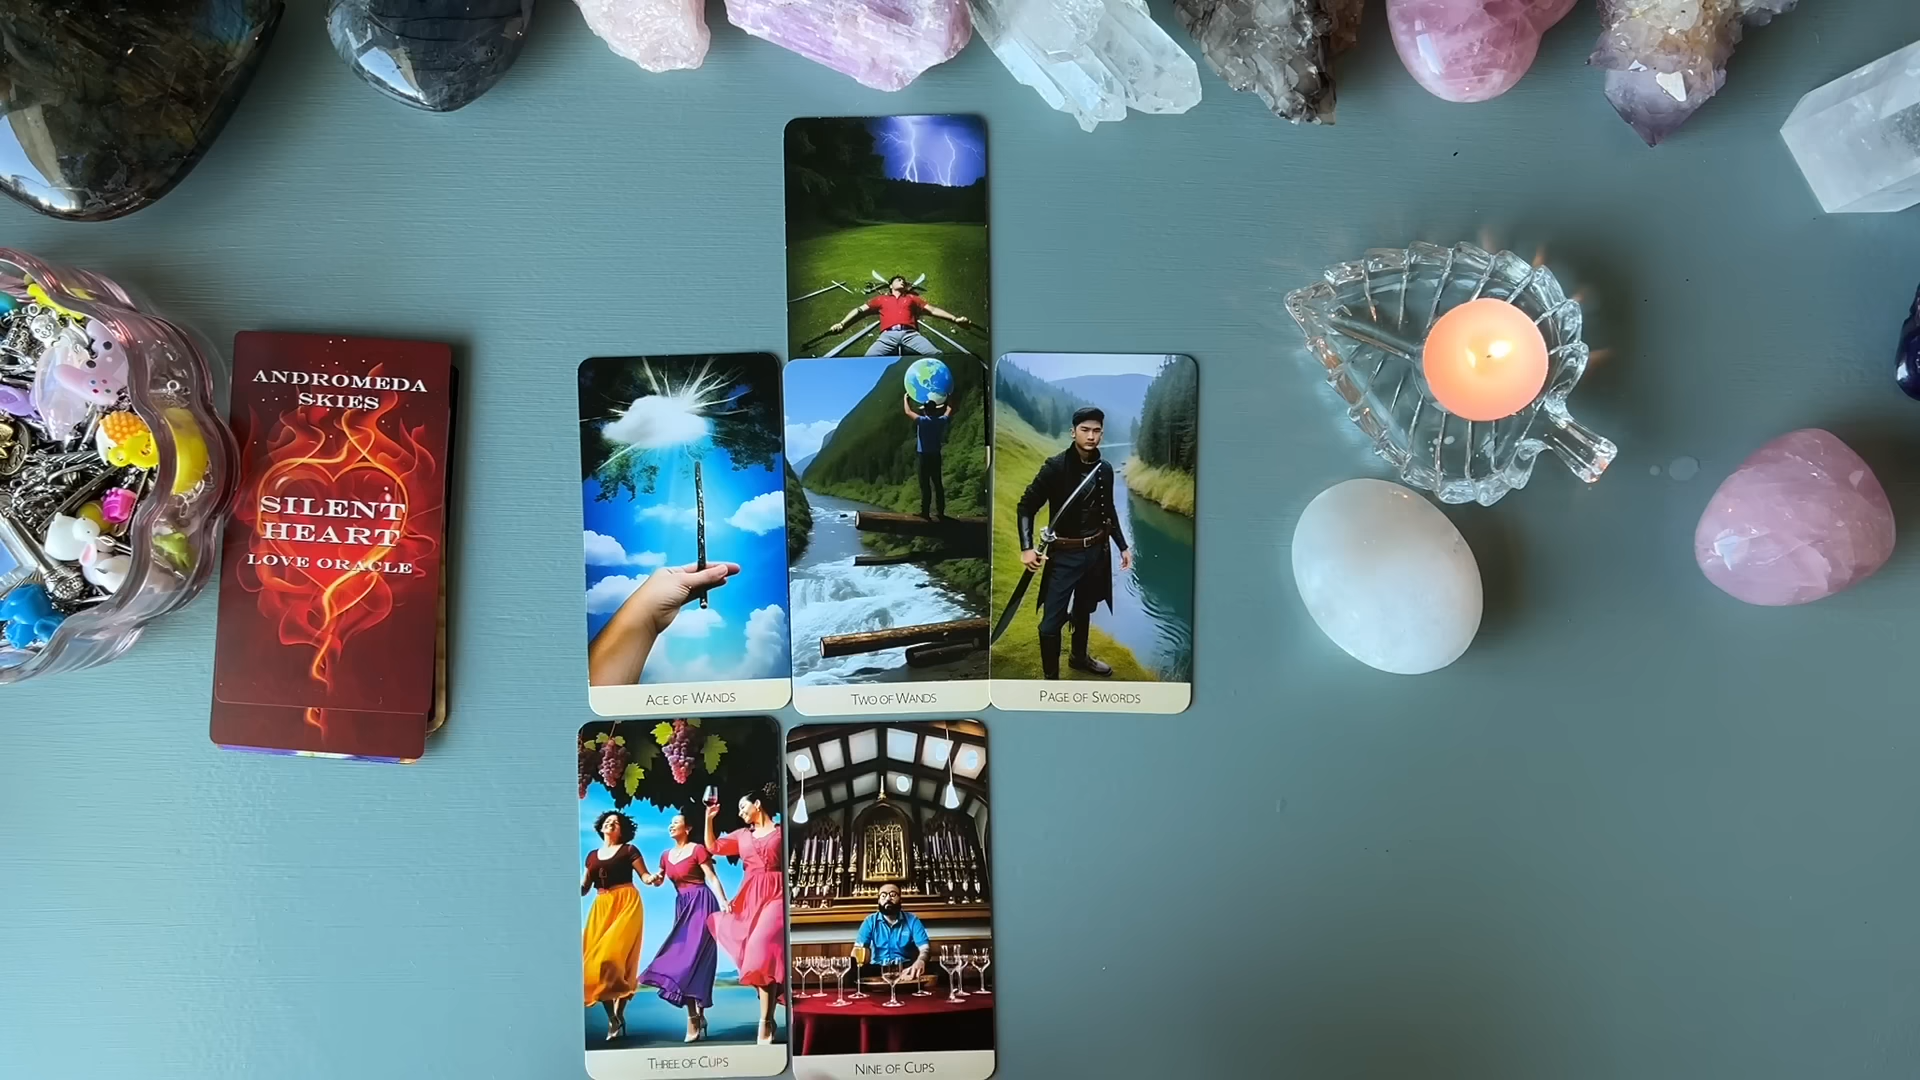 ANDROMEDA
SKIES
SILENT
HEART
LOVE ORACLE
ACE OF WANDS
TWO OF WANDS
PAGE OF SWORDS
THREE OF CUPS
NINE OF CUPS